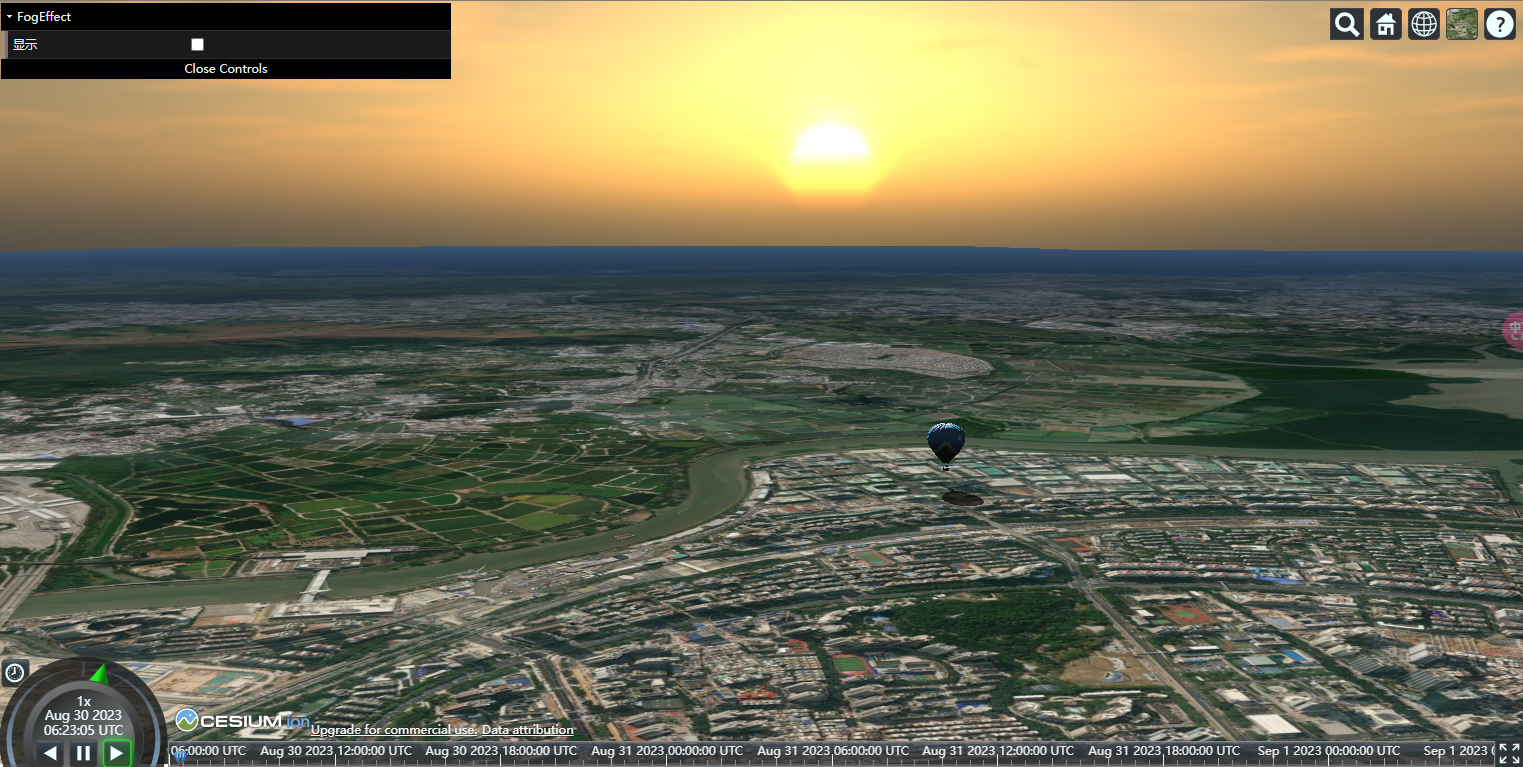 FogEffect
显示
Close Controls
?
1x
Aug 30 2023
06:23:05 UTC
CESIUM ion
Upgrade for commercial use. Data attribution
06:00:00 UTC
Aug 30 2023 12:00:00 UTC
Aug 30 2023 18:00:00 UTC
Aug 31 2023 00:00:00 UTC
Aug 31 2023 06:00:00 UTC
Aug 31 2023 12:00:00 UTC
Aug 31 2023 18:00:00 UTC
Sep 1 2023 00:00:00 UTC
Sep 1 2023